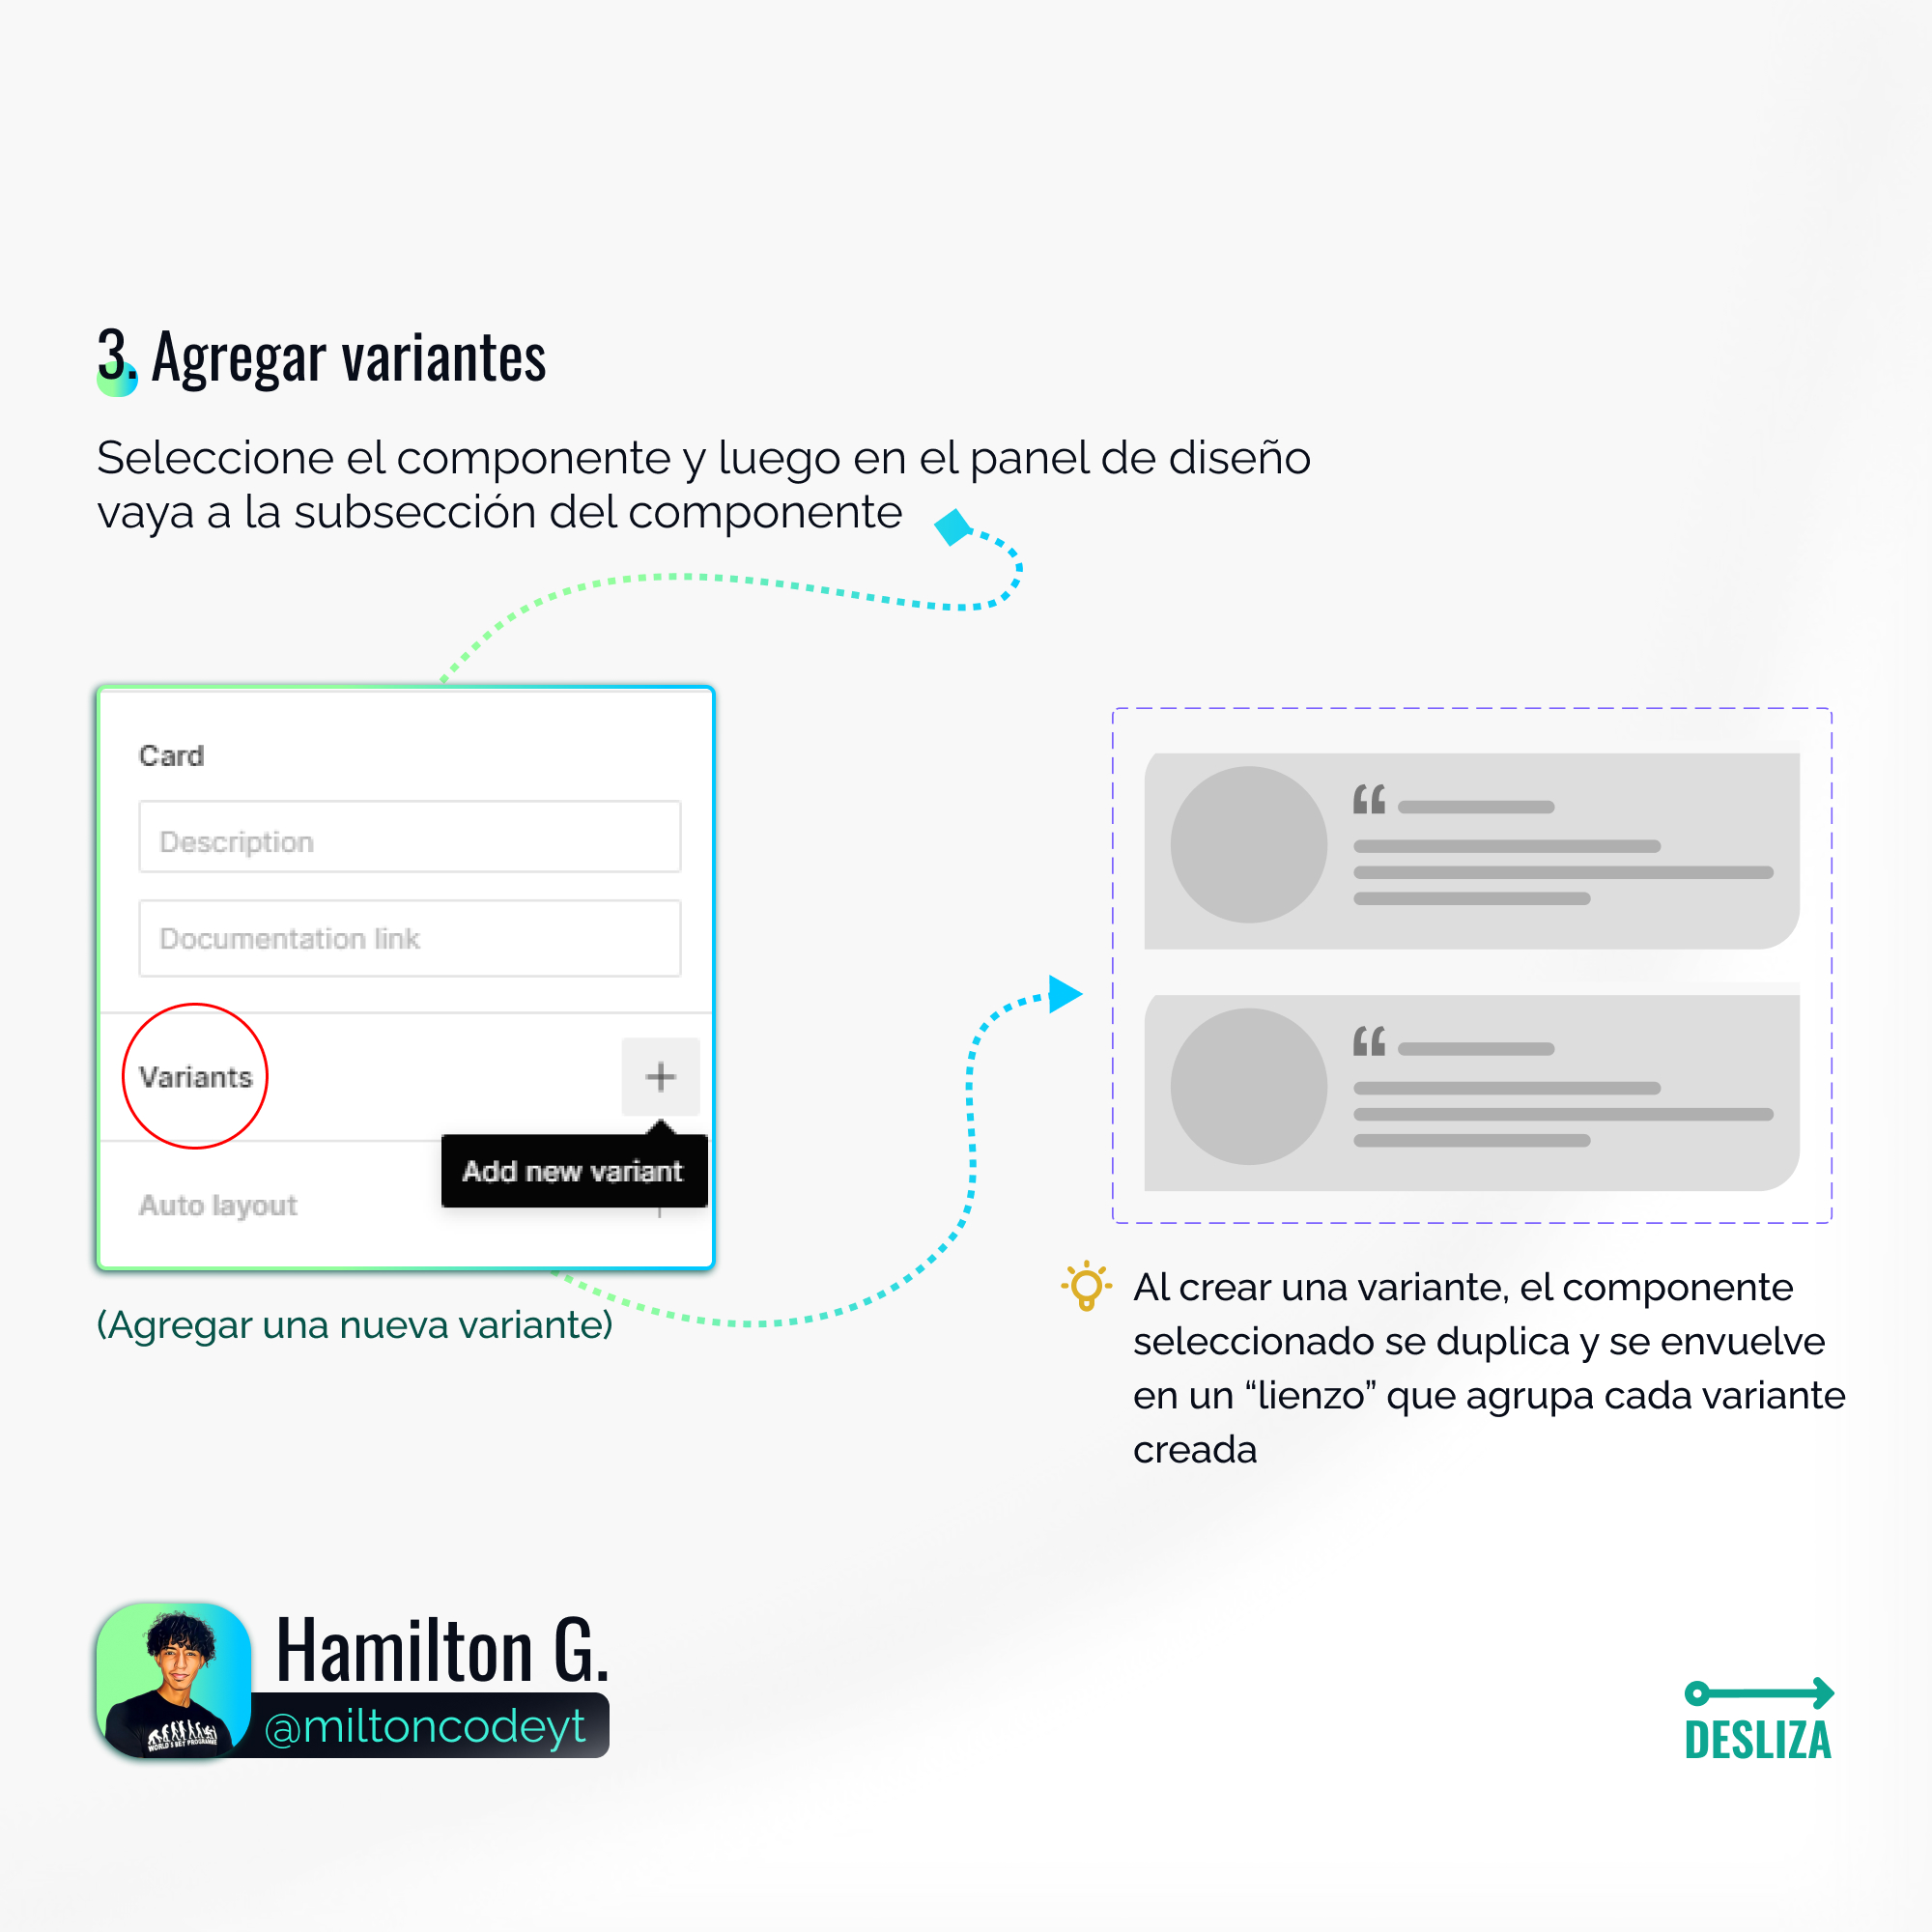 3. Agregar variantes
Seleccione el componente y luego en el panel de diseño
vaya a la subsección del componente
Card
Description
Documentation link
Variants
Add new variant
Auto layout
(Agregar una nueva variante)
Al crear una variante, el componente
seleccionado se duplica y se envuelve
en un “lienzo” que agrupa cada variante
creada
Hamilton G.
@miltoncodeyt
DESLIZA